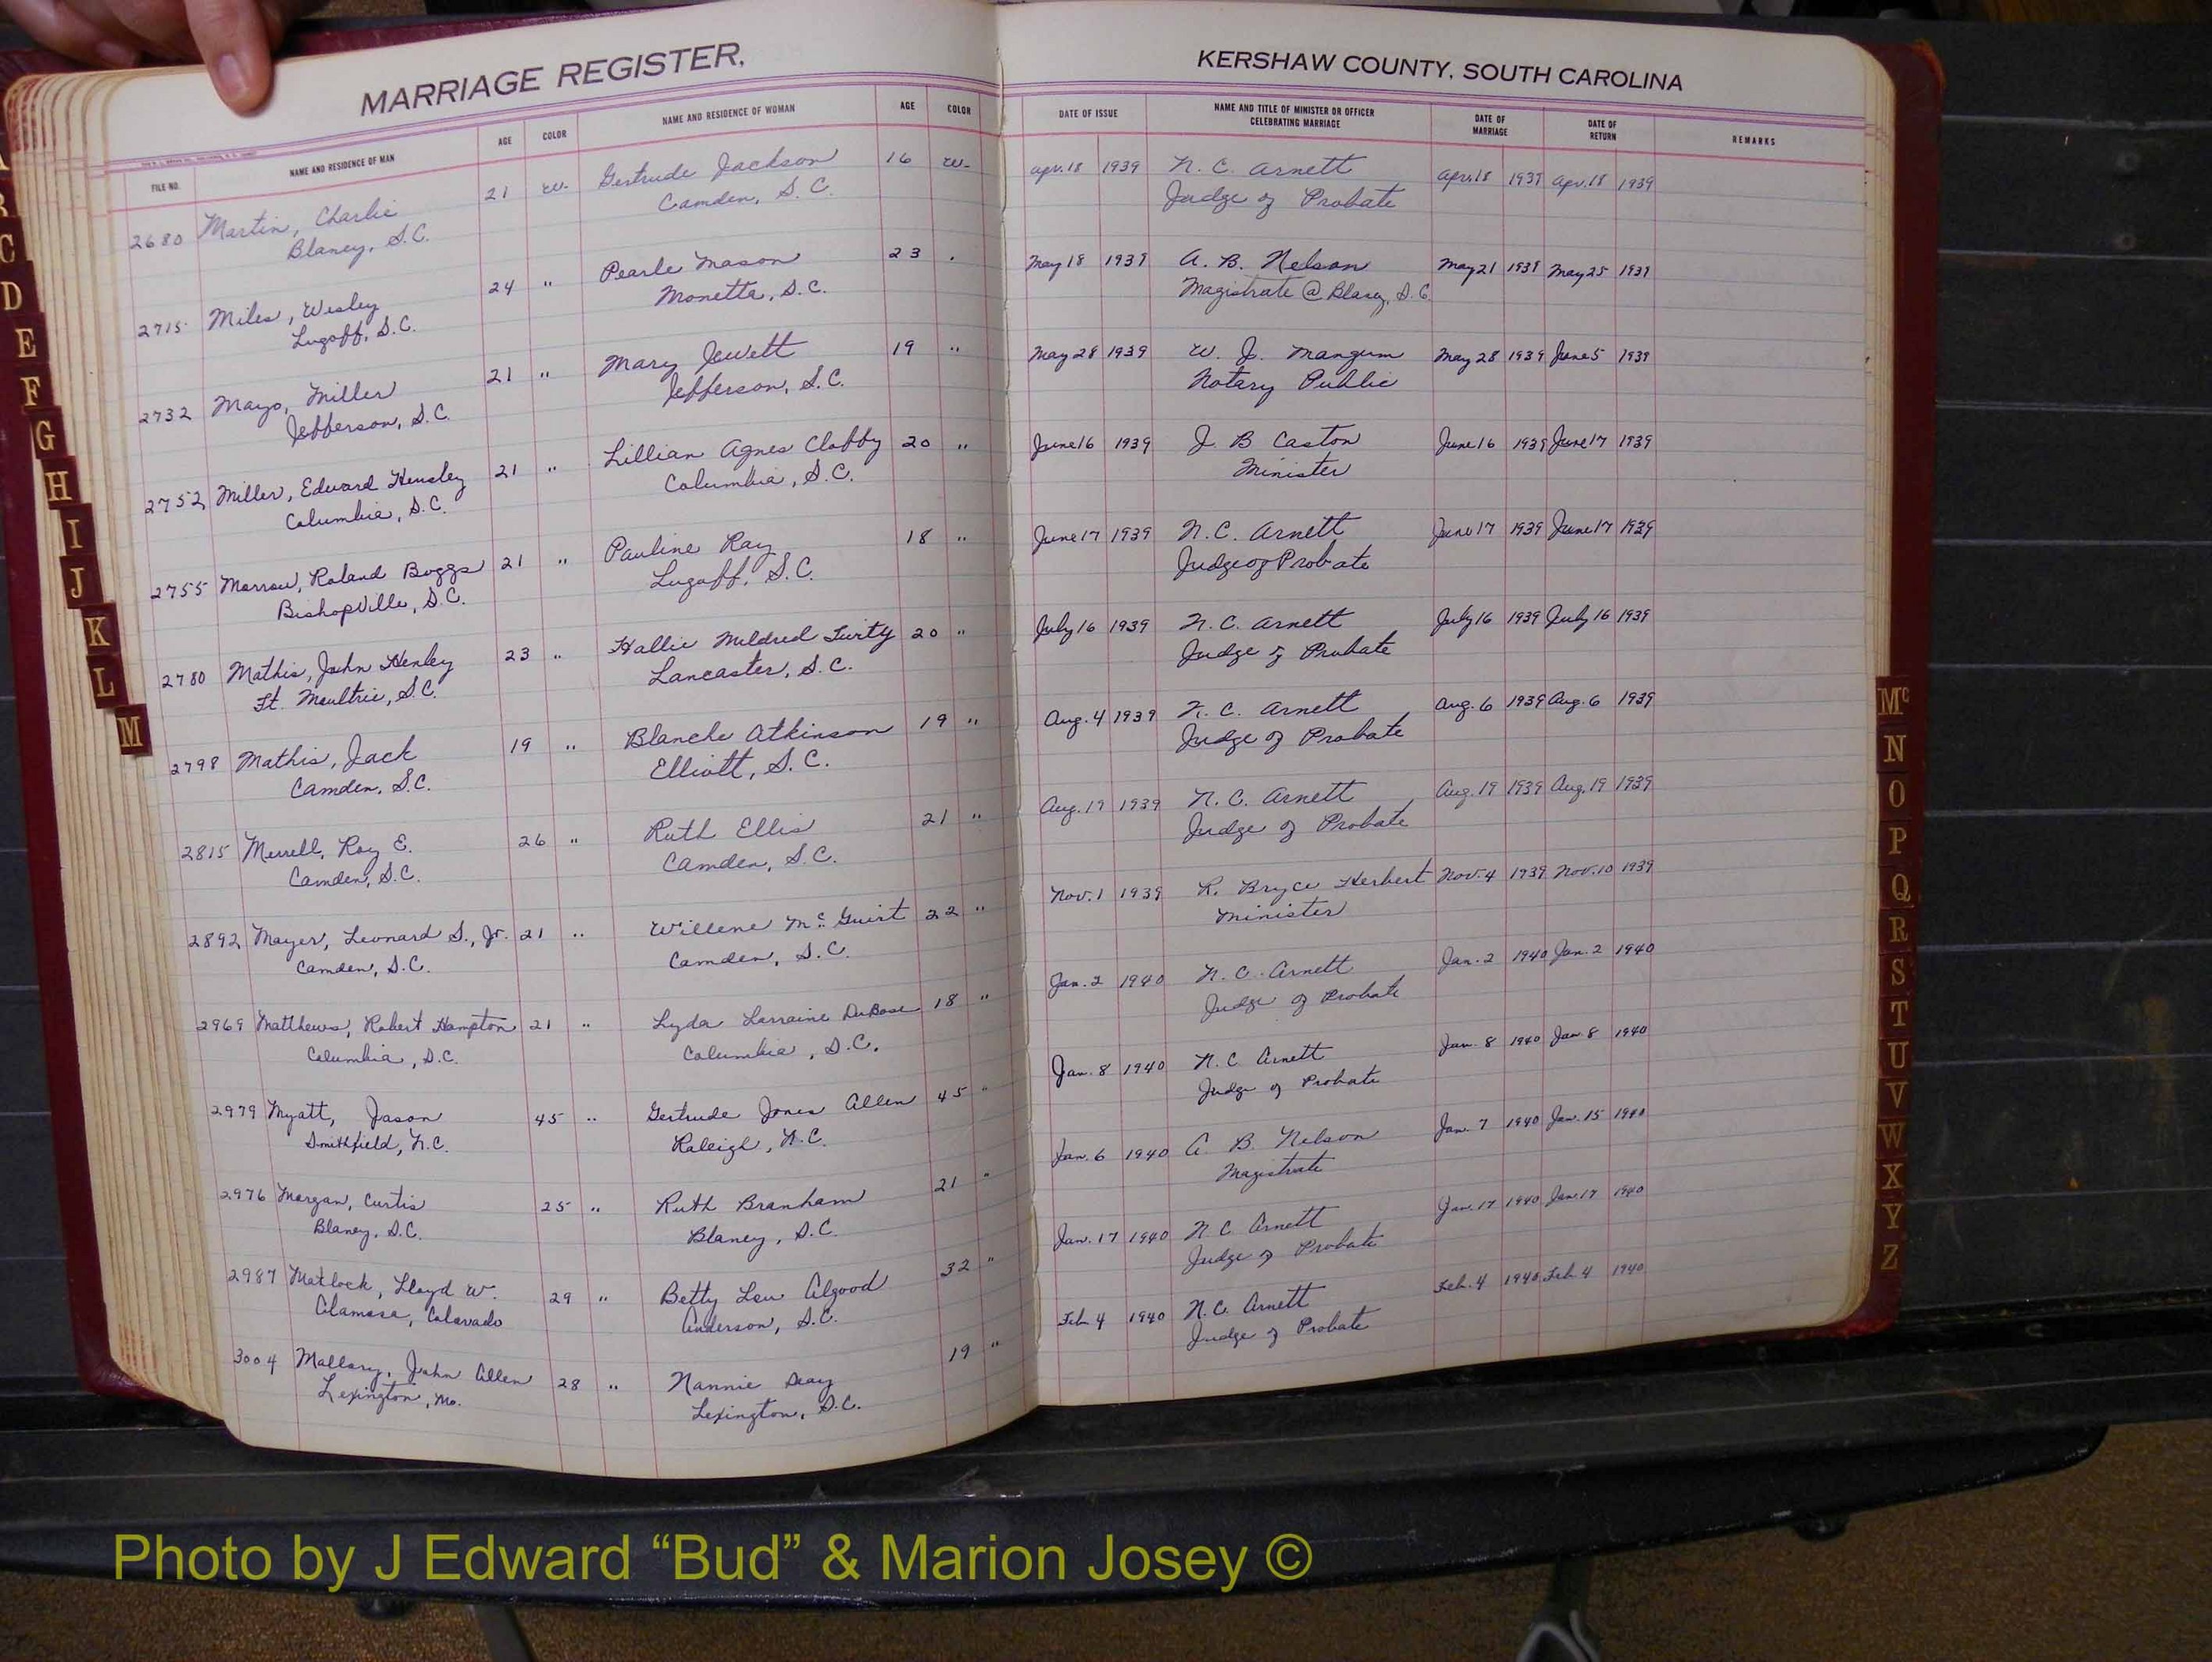 MARRIAGE REGISTER,
FILE NO. NAME AND RESIDENCE OF MAN AGE COLOR NAME AND RESIDENCE OF WOMAN AGE COLOR
2680 Martin, Charlie 21 W. Gertrude Jackson 16 W.
Blaney, S.C. Camden, S.C.
2715 Miles, Wesley 24 " Pearle Mason 23
Lugoff, S.C. Monetta, S.C.
2732 Mayo, Miller 21 " Mary Jewett 19 "
Jefferson, S.C. Jefferson, S.C.
2752 Miller, Edward Hensley 21 " Lillian Agnes Clobby 20 "
Columbia, S.C. Columbia, S.C.
2755 Morrow, Roland Boggs 21 " Pauline Ray 18 "
Bishopville, S.C. Lugoff, S.C.
2780 Mathis, John Henley 23 " Hallie Mildred Twity 20 "
Ft. Moultrie, S.C. Lancaster, S.C.
2798 Mathis, Jack 19 " Blanche Atkinson 19 "
Camden, S.C. Elliott, S.C.
2815 Merrell, Roy E. 26 " Ruth Ellis 21 "
Camden, S.C. Camden, S.C.
2892 Mayer, Leonard S., Jr. 21 " Willene McGuirt 22 "
Camden, S.C. Camden, S.C.
2969 Matthews, Robert Hampton 21 " Lyda Lorraine DuBose 18 "
Columbia, S.C. Columbia, S.C.
2979 Myatt, Jason 45 " Gertrude Jones Allen 45 "
Smithfield, N.C. Raleigh, N.C.
2976 Morgan, Curtis 25 " Ruth Branham 21 "
Blaney, S.C. Blaney, S.C.
2987 Matlock, Lloyd W. 29 " Betty Lou Algood 32 "
Alamosa, Colorado Anderson, S.C.
3004 Mallory, John Allen 28 " Nannie Seay 19 "
Lexington, Mo. Lexington, S.C.
KERSHAW COUNTY, SOUTH CAROLINA
DATE OF ISSUE NAME AND TITLE OF MINISTER OR OFFICER CELEBRATING MARRIAGE DATE OF MARRIAGE DATE OF RETURN REMARKS
Apr. 18 1939 N. C. Arnett Apr. 18 1939 Apr. 18 1939
Judge of Probate
May 18 1939 A. B. Nelson May 21 1939 May 25 1939
Magistrate @ Blaney, S.C.
May 28 1939 W. J. Mangum May 28 1939 June 5 1939
Notary Public
June 16 1939 J. B Caston June 16 1939 June 17 1939
Minister
June 17 1939 N. C. Arnett June 17 1939 June 17 1939
Judge of Probate
July 16 1939 N. C. Arnett July 16 1939 July 16 1939
Judge of Probate
Aug. 4 1939 N. C. Arnett Aug. 6 1939 Aug. 6 1939
Judge of Probate
Aug. 19 1939 N. C. Arnett Aug. 19 1939 Aug. 19 1939
Judge of Probate
Nov. 1 1939 R. Bryce Herbert Nov. 4 1939 Nov. 10 1939
Minister
Jan. 2 1940 N. C. Arnett Jan. 2 1940 Jan. 2 1940
Judge of Probate
Jan. 8 1940 N. C Arnett Jan. 8 1940 Jan 8 1940
Judge of Probate
Jan. 6 1940 A. B. Nelson Jan. 7 1940 Jan. 15 1940
Magistrate
Jan. 17 1940 N C Arnett Jan. 17 1940 Jan. 17 1940
Judge of Probate
Feb 4 1940 N. C. Arnett Feb. 4 1940 Feb 4 1940
Judge of Probate
C
D
E
F
G
H
I
J
K
L
M
Mc
N
O
P
Q
R
S
T
U
V
W
X
Y
Z
Photo by J Edward “Bud” & Marion Josey ©